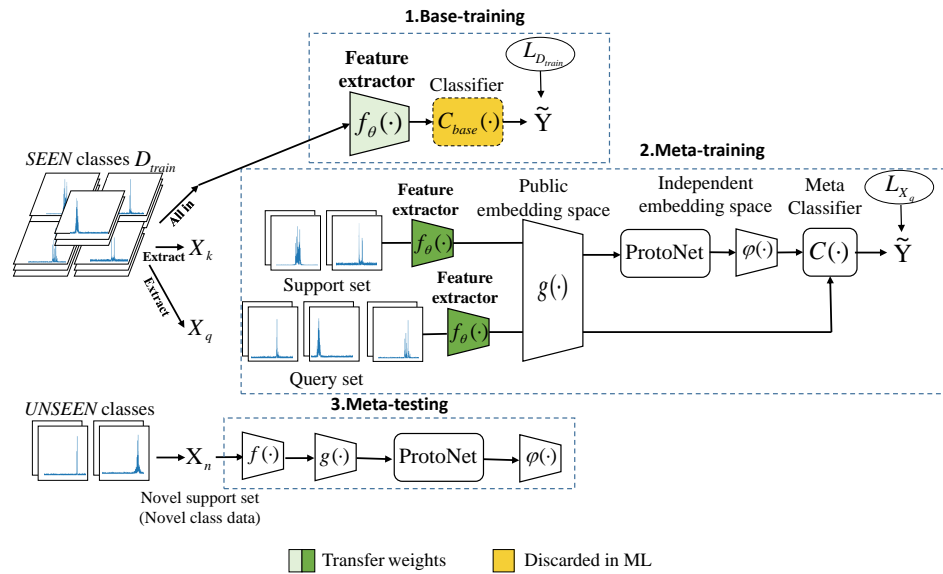 1.Base-training
Feature
extractor
f_θ(·)
Classifier
C_base(·)
L_{D_train}
Ỹ
SEEN classes D_train
All in
Extract
X_k
Extract
X_q
2.Meta-training
Support set
Feature
extractor
f_θ(·)
Query set
Feature
extractor
f_θ(·)
Public
embedding space
g(·)
Independent
embedding space
ProtoNet
φ(·)
Meta
Classifier
C(·)
L_{X_q}
Ỹ
UNSEEN classes
X_n
Novel support set
(Novel class data)
3.Meta-testing
f(·)
g(·)
ProtoNet
φ(·)
Transfer weights
Discarded in ML